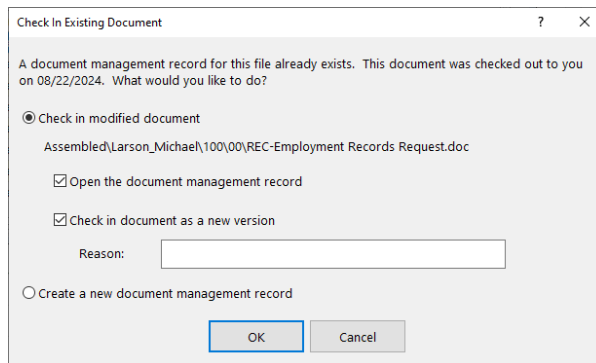 Check In Existing Document
A document management record for this file already exists. This document was checked out to you
on 08/22/2024. What would you like to do?
Check in modified document
Assembled\Larson_Michael\100\00\REC-Employment Records Request.doc
Open the document management record
Check in document as a new version
Reason:
Create a new document management record
OK Cancel